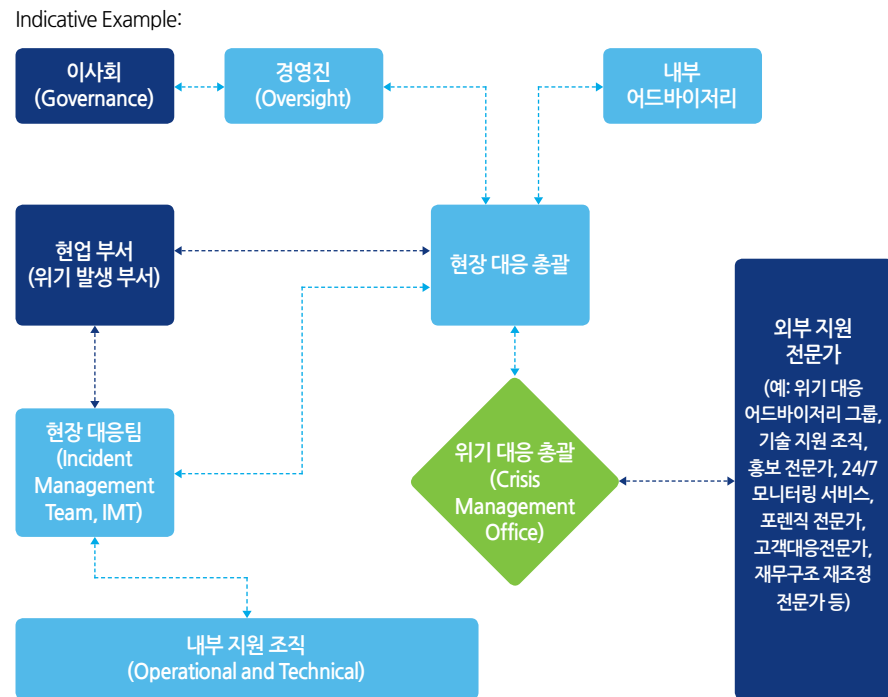 Indicative Example:
이사회
(Governance)
경영진
(Oversight)
내부
어드바이저리
현업 부서
(위기 발생 부서)
현장 대응 총괄
외부 지원
전문가
(예: 위기 대응
어드바이저리 그룹,
기술 지원 조직,
홍보 전문가, 24/7
모니터링 서비스,
포렌직 전문가,
고객대응전문가,
재무구조 재조정
전문가 등)
현장 대응팀
(Incident
Management
Team, IMT)
위기 대응 총괄
(Crisis
Management
Office)
내부 지원 조직
(Operational and Technical)